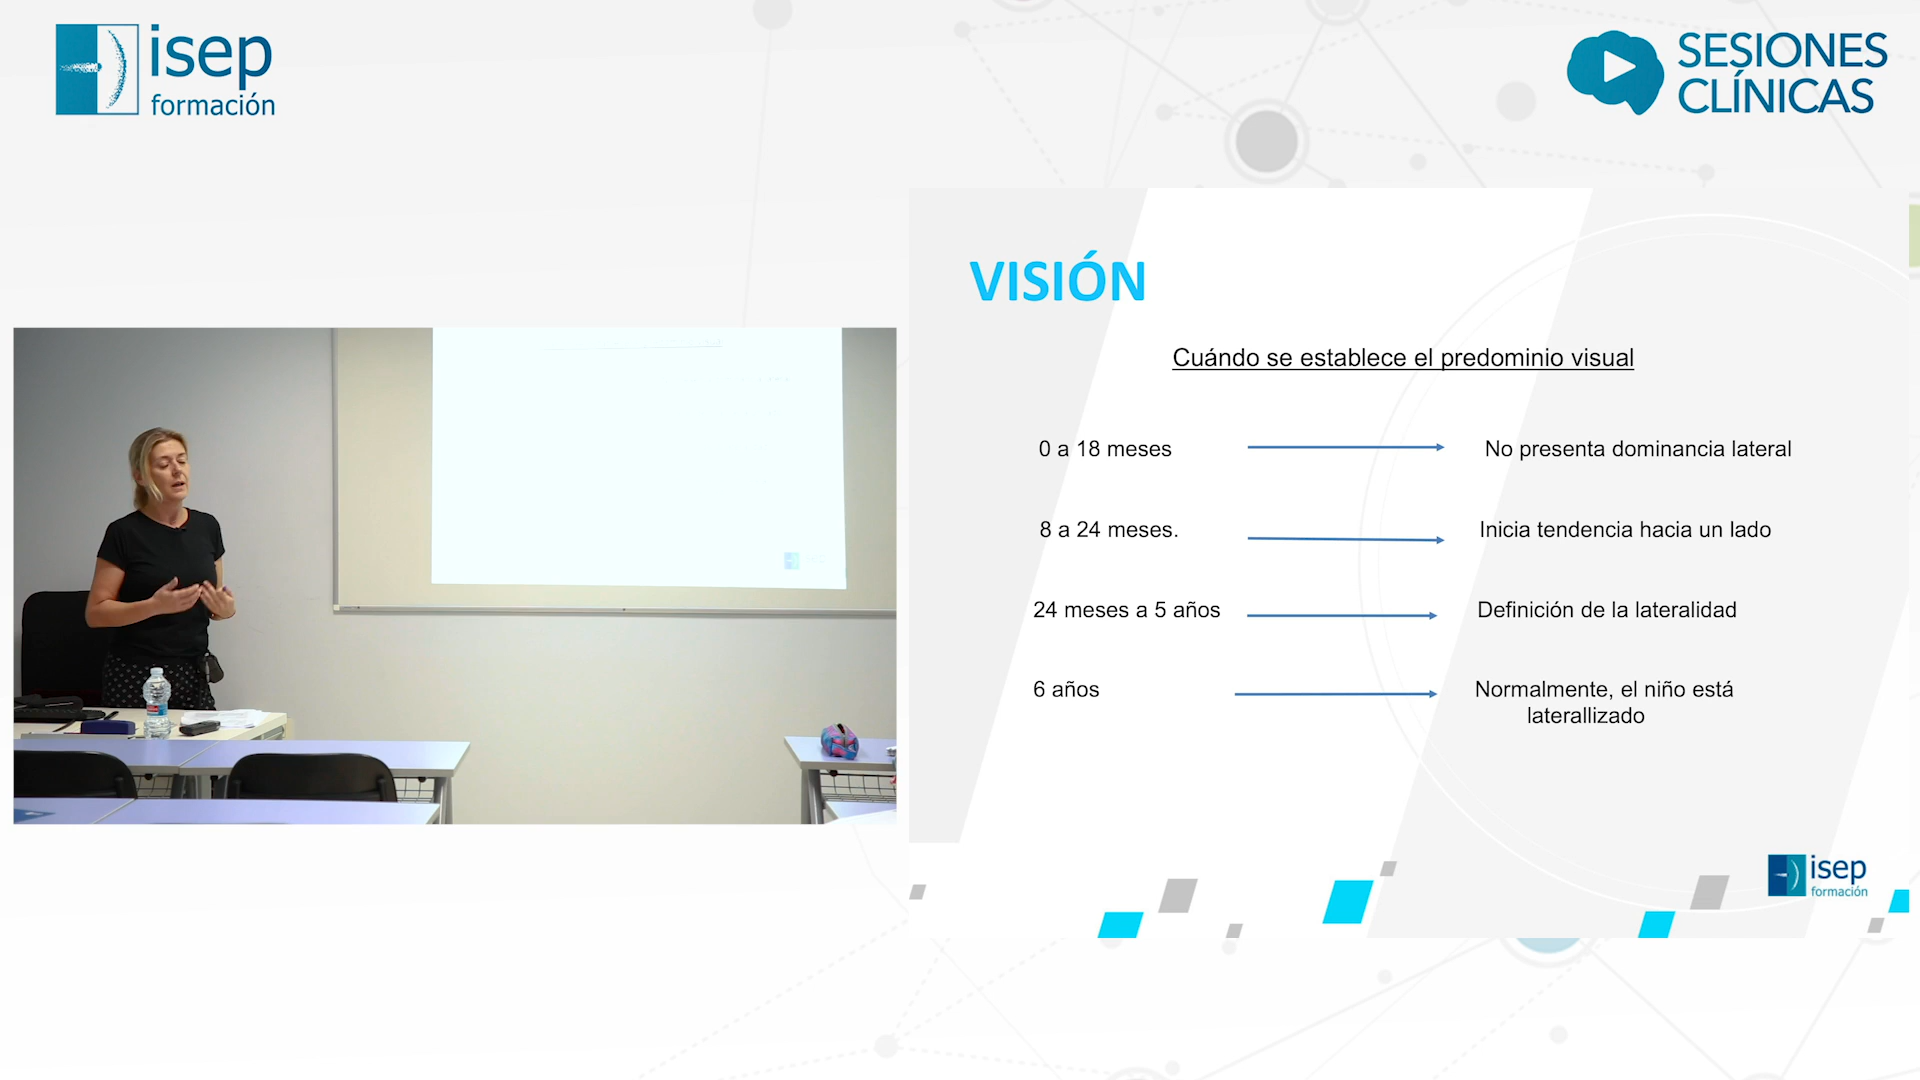 isep
formación
SESIONES
CLÍNICAS
VISIÓN
Cuándo se establece el predominio visual
0 a 18 meses
No presenta dominancia lateral
8 a 24 meses.
Inicia tendencia hacia un lado
24 meses a 5 años
Definición de la lateralidad
6 años
Normalmente, el niño está
laterallizado
isep
formación